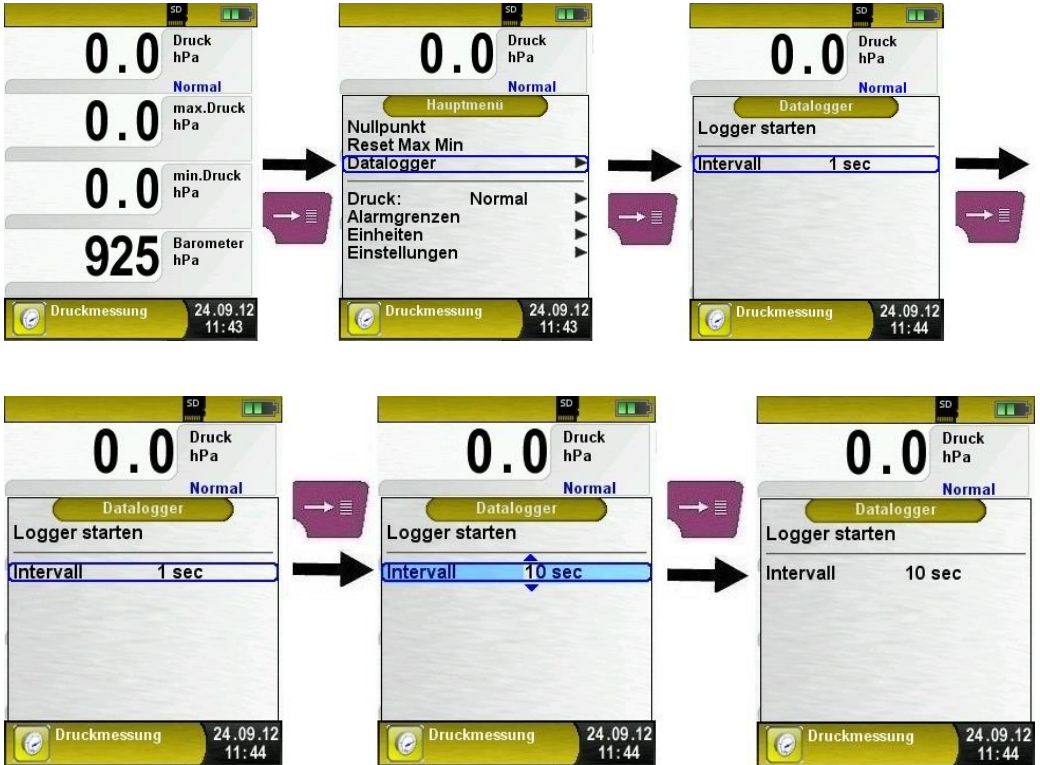 SD
0.0 Druck
hPa
Normal
0.0 max.Druck
hPa
0.0 min.Druck
hPa
925 Barometer
hPa
Druckmessung 24.09.12
11:43
SD
0.0 Druck
hPa
Normal
Hauptmenü
Nullpunkt
Reset Max Min
Datalogger
Druck: Normal
Alarmgrenzen
Einheiten
Einstellungen
Druckmessung 24.09.12
11:43
SD
0.0 Druck
hPa
Normal
Datalogger
Logger starten
Intervall 1 sec
Druckmessung 24.09.12
11:44
SD
0.0 Druck
hPa
Normal
Datalogger
Logger starten
Intervall 1 sec
Druckmessung 24.09.12
11:44
SD
0.0 Druck
hPa
Normal
Datalogger
Logger starten
Intervall 10 sec
Druckmessung 24.09.12
11:44
SD
0.0 Druck
hPa
Normal
Datalogger
Logger starten
Intervall 10 sec
Druckmessung 24.09.12
11:44